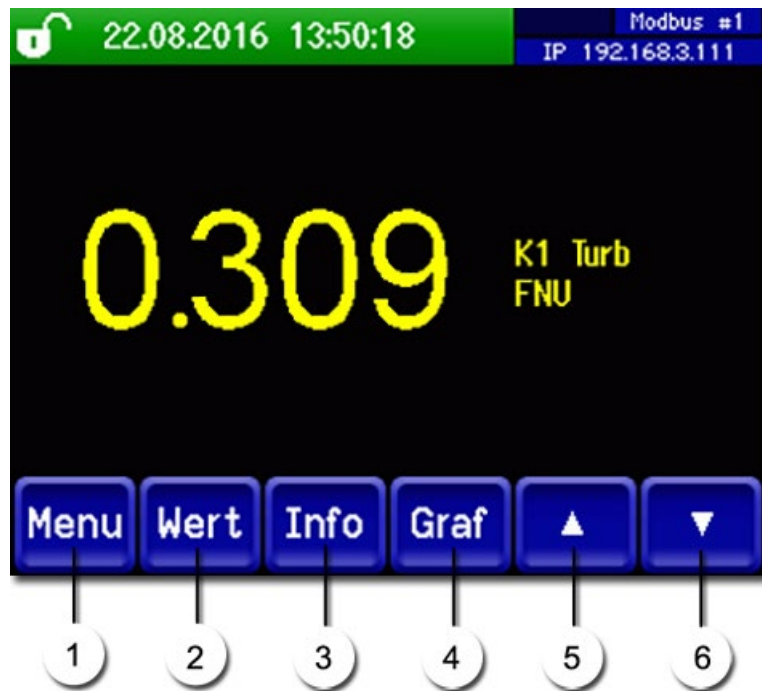 22.08.2016 13:50:18
Modbus #1
IP 192.168.3.111
0.309
K1 Turb
FNU
Menu Wert Info Graf ▲ ▼
1 2 3 4 5 6